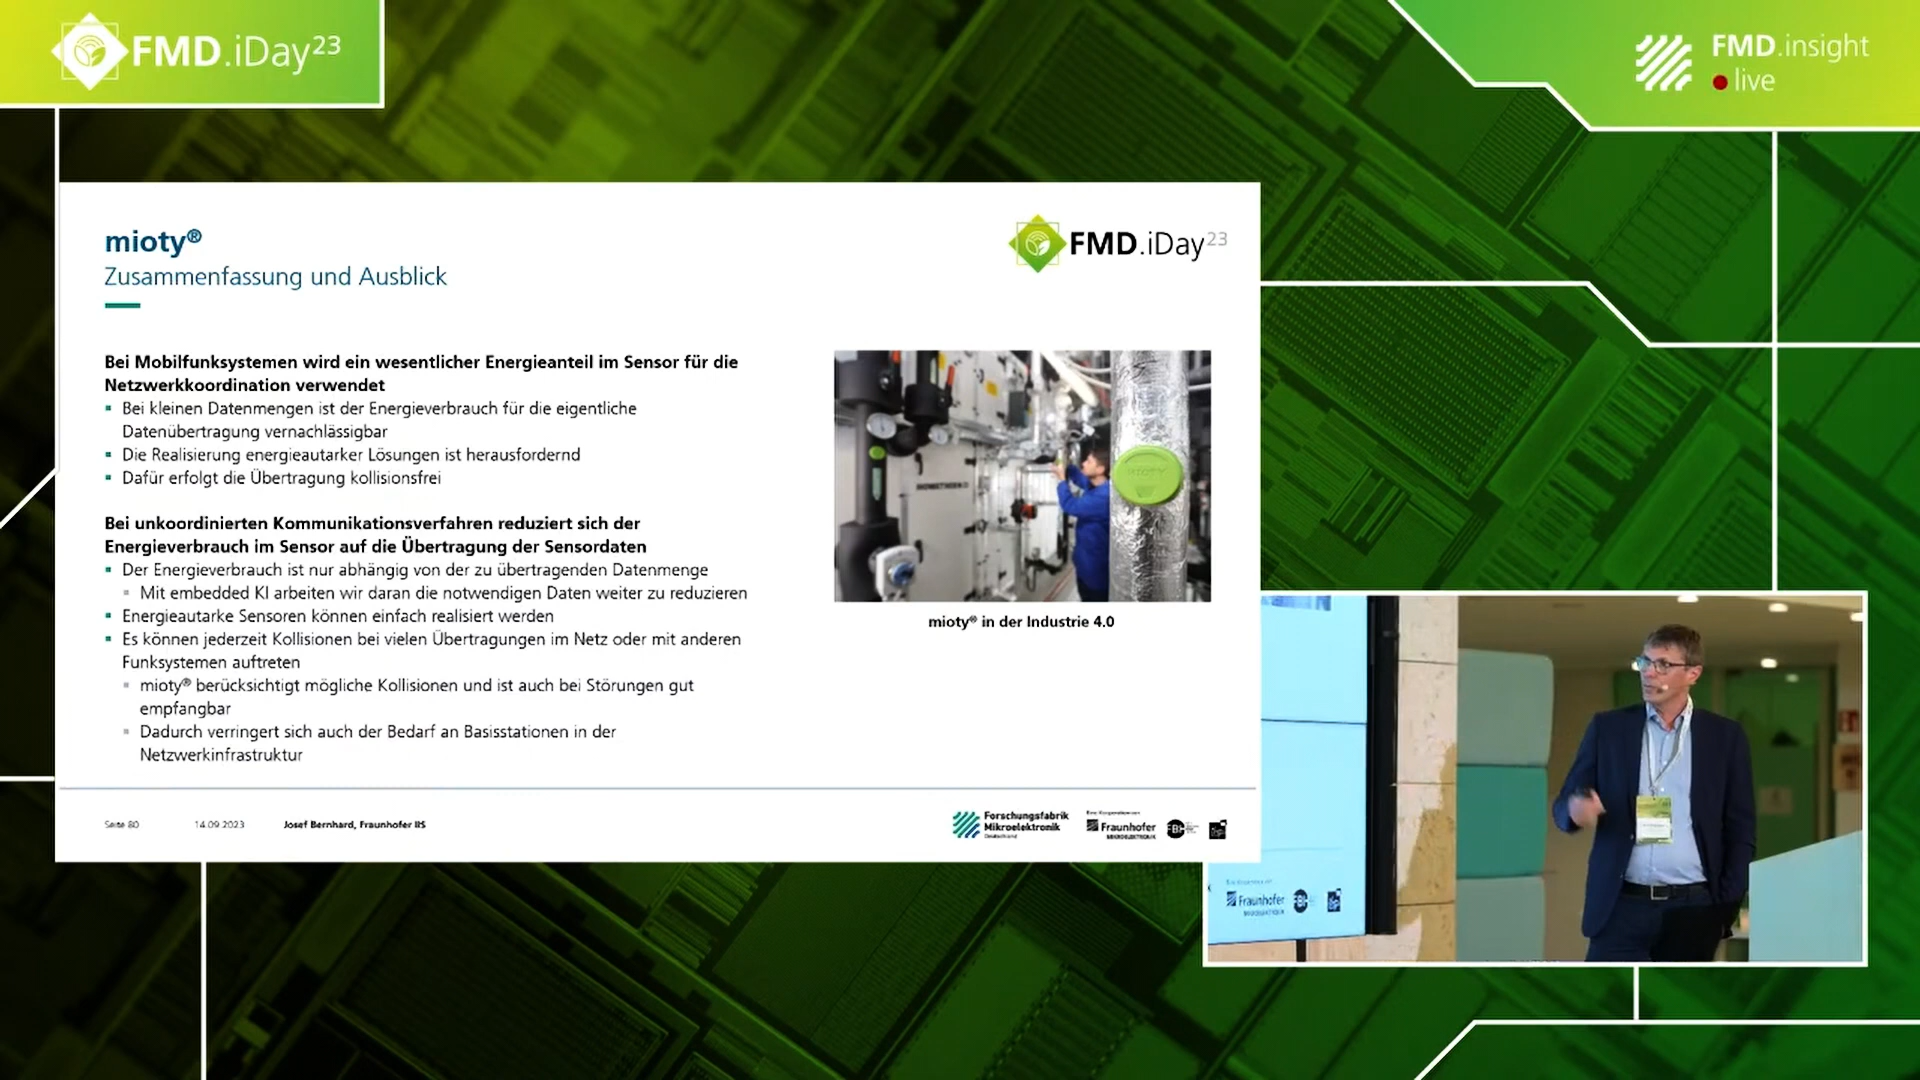 FMD.iDay23
FMD.insight
live
mioty®
FMD.iDay23
Zusammenfassung und Ausblick
Bei Mobilfunksystemen wird ein wesentlicher Energieanteil im Sensor für die
Netzwerkkoordination verwendet
Bei kleinen Datenmengen ist der Energieverbrauch für die eigentliche
Datenübertragung vernachlässigbar
Die Realisierung energieautarker Lösungen ist herausfordernd
Dafür erfolgt die Übertragung kollisionsfrei
Bei unkoordinierten Kommunikationsverfahren reduziert sich der
Energieverbrauch im Sensor auf die Übertragung der Sensordaten
Der Energieverbrauch ist nur abhängig von der zu übertragenden Datenmenge
Mit embedded KI arbeiten wir daran die notwendigen Daten weiter zu reduzieren
Energieautarke Sensoren können einfach realisiert werden
Es können jederzeit Kollisionen bei vielen Übertragungen im Netz oder mit anderen
Funksystemen auftreten
mioty® berücksichtigt mögliche Kollisionen und ist auch bei Störungen gut
empfangbar
Dadurch verringert sich auch der Bedarf an Basisstationen in der
Netzwerkinfrastruktur
mioty® in der Industrie 4.0
Seite 80
14.09.2023
Josef Bernhard, Fraunhofer IIS
Forschungsfabrik
Mikroelektronik
Deutschland
Fraunhofer
MIKROELEKTRONIK
FBH
Fraunhofer